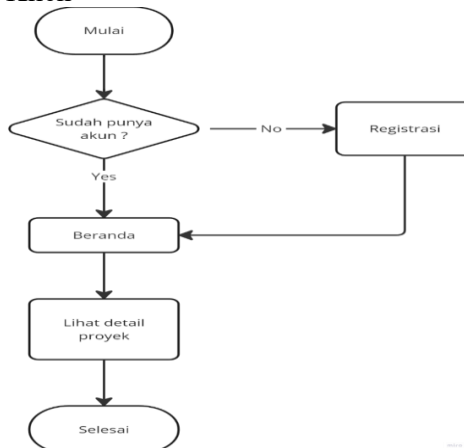 Mulai
Sudah punya
akun ?
No
Registrasi
Yes
Beranda
Lihat detail
proyek
Selesai